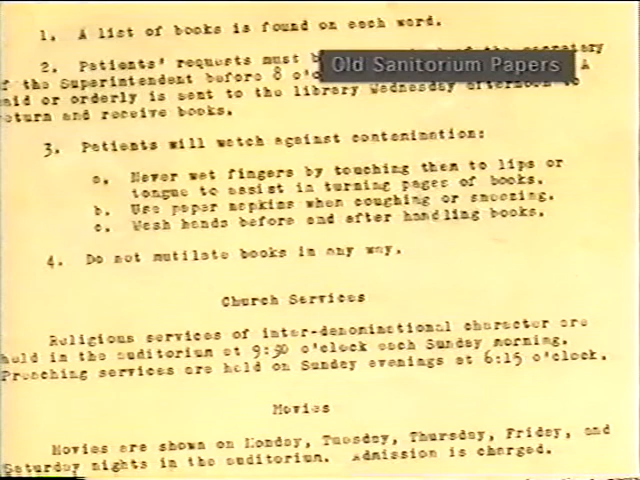 1. A list of books is found on each ward.
2. Patients' requests must
Old Sanitorium Papers
f the Superintendent before 8 o'c A
aid or orderly is sent to the library Wednesday afternoon to
eturn and receive books.
3. Patients will watch against contamination:
a. Never wet fingers by touching them to lips or
tongue to assist in turning pages of books.
b. Use paper napkins when coughing or sneezing.
c. Wash hands before and after handling books.
4. Do not mutilate books in any way.
Church Services
Religious services of inter-denominational character are
held in the auditorium at 9:30 o'clock each Sunday morning.
Preaching services are held on Sunday evenings at 6:15 o'clock.
Movies
Movies are shown on Monday, Tuesday, Thursday, Friday, and
Saturday nights in the auditorium. Admission is charged.